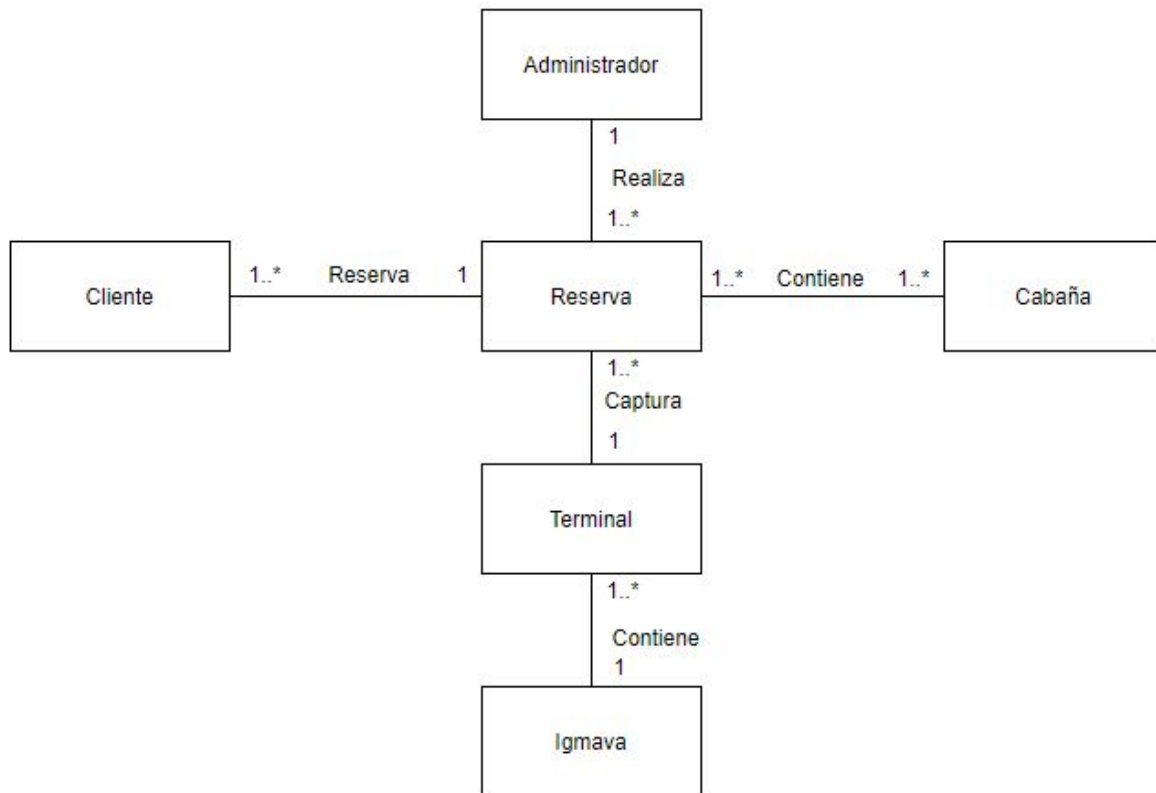 Administrador
1
Realiza
1..*
Cliente
1..* Reserva 1
Reserva
1..* Contiene 1..*
Cabaña
1..*
Captura
1
Terminal
1..*
Contiene
1
Igmava